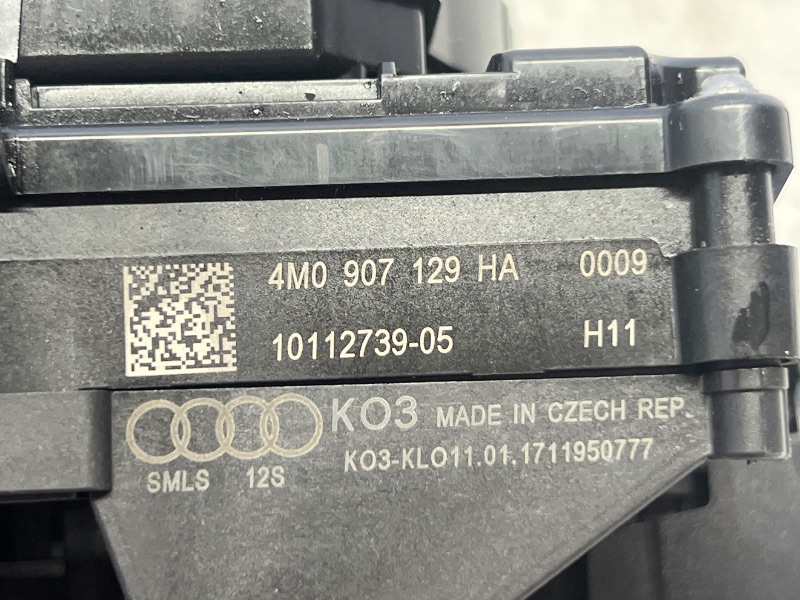 4M0 907 129 HA 0009
10112739-05 H11
KO3 MADE IN CZECH REP.
KO3-KLO11.01.1711950777
SMLS 12S